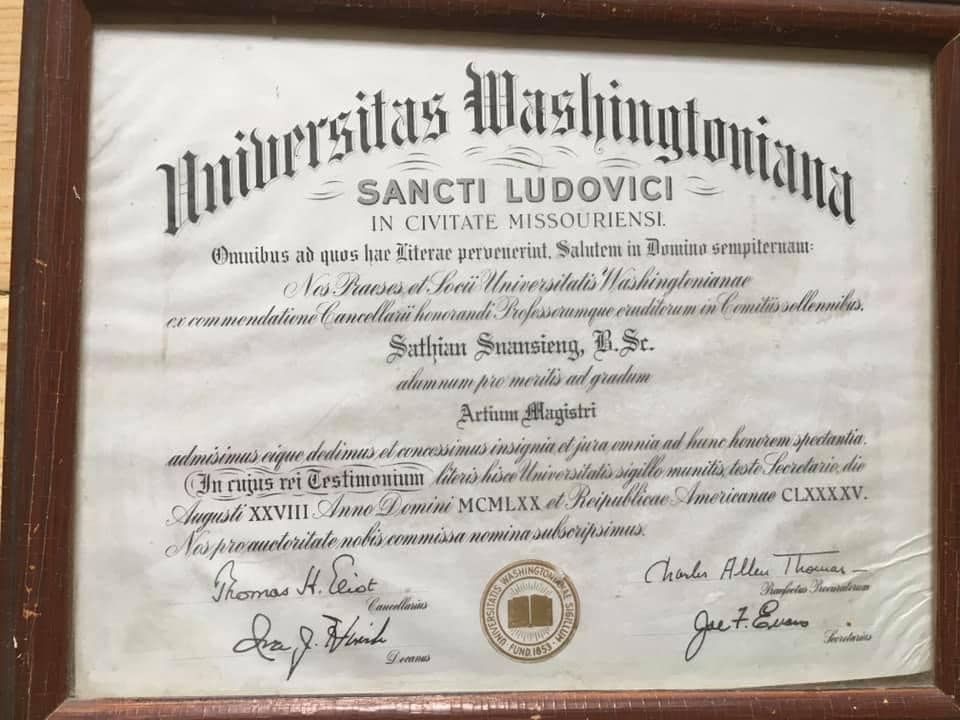 Universitas Washingtoniana
SANCTI LUDOVICI
IN CIVITATE MISSOURIENSI.
Omnibus ad quos hae Literae pervenerint, Salutem in Domino sempiternam:
Nos Praeses et Socii Universitatis Washingtonianae
ex commendatione Cancellarii honorandi Professorumque eruditorum in Comitiis sollennibus,
Sathian Suansieng, B. Sc.
alumnum pro meritis ad gradum
Artium Magistri
admisimus eique dedimus et concessimus insignia et jura omnia ad hunc honorem spectantia.
In cujus rei Testimonium literis hisce Universitatis sigillo munitis, teste Secretario, die
Augusti XXVIII Anno Domini MCMLXX et Reipublicae Americanae CLXXXXV.
Nos pro auctoritate nobis commissa nomina subscripsimus.
Thomas H. Eliot
Cancellarius
Charles Allen Thomas
Praefectus Procuratorum
UNIVERSITATIS WASHINGTONIANAE SIGILLUM
FUND. 1853
Ira J. Hirsh
Decanus
Joe F. Evans
Secretarius